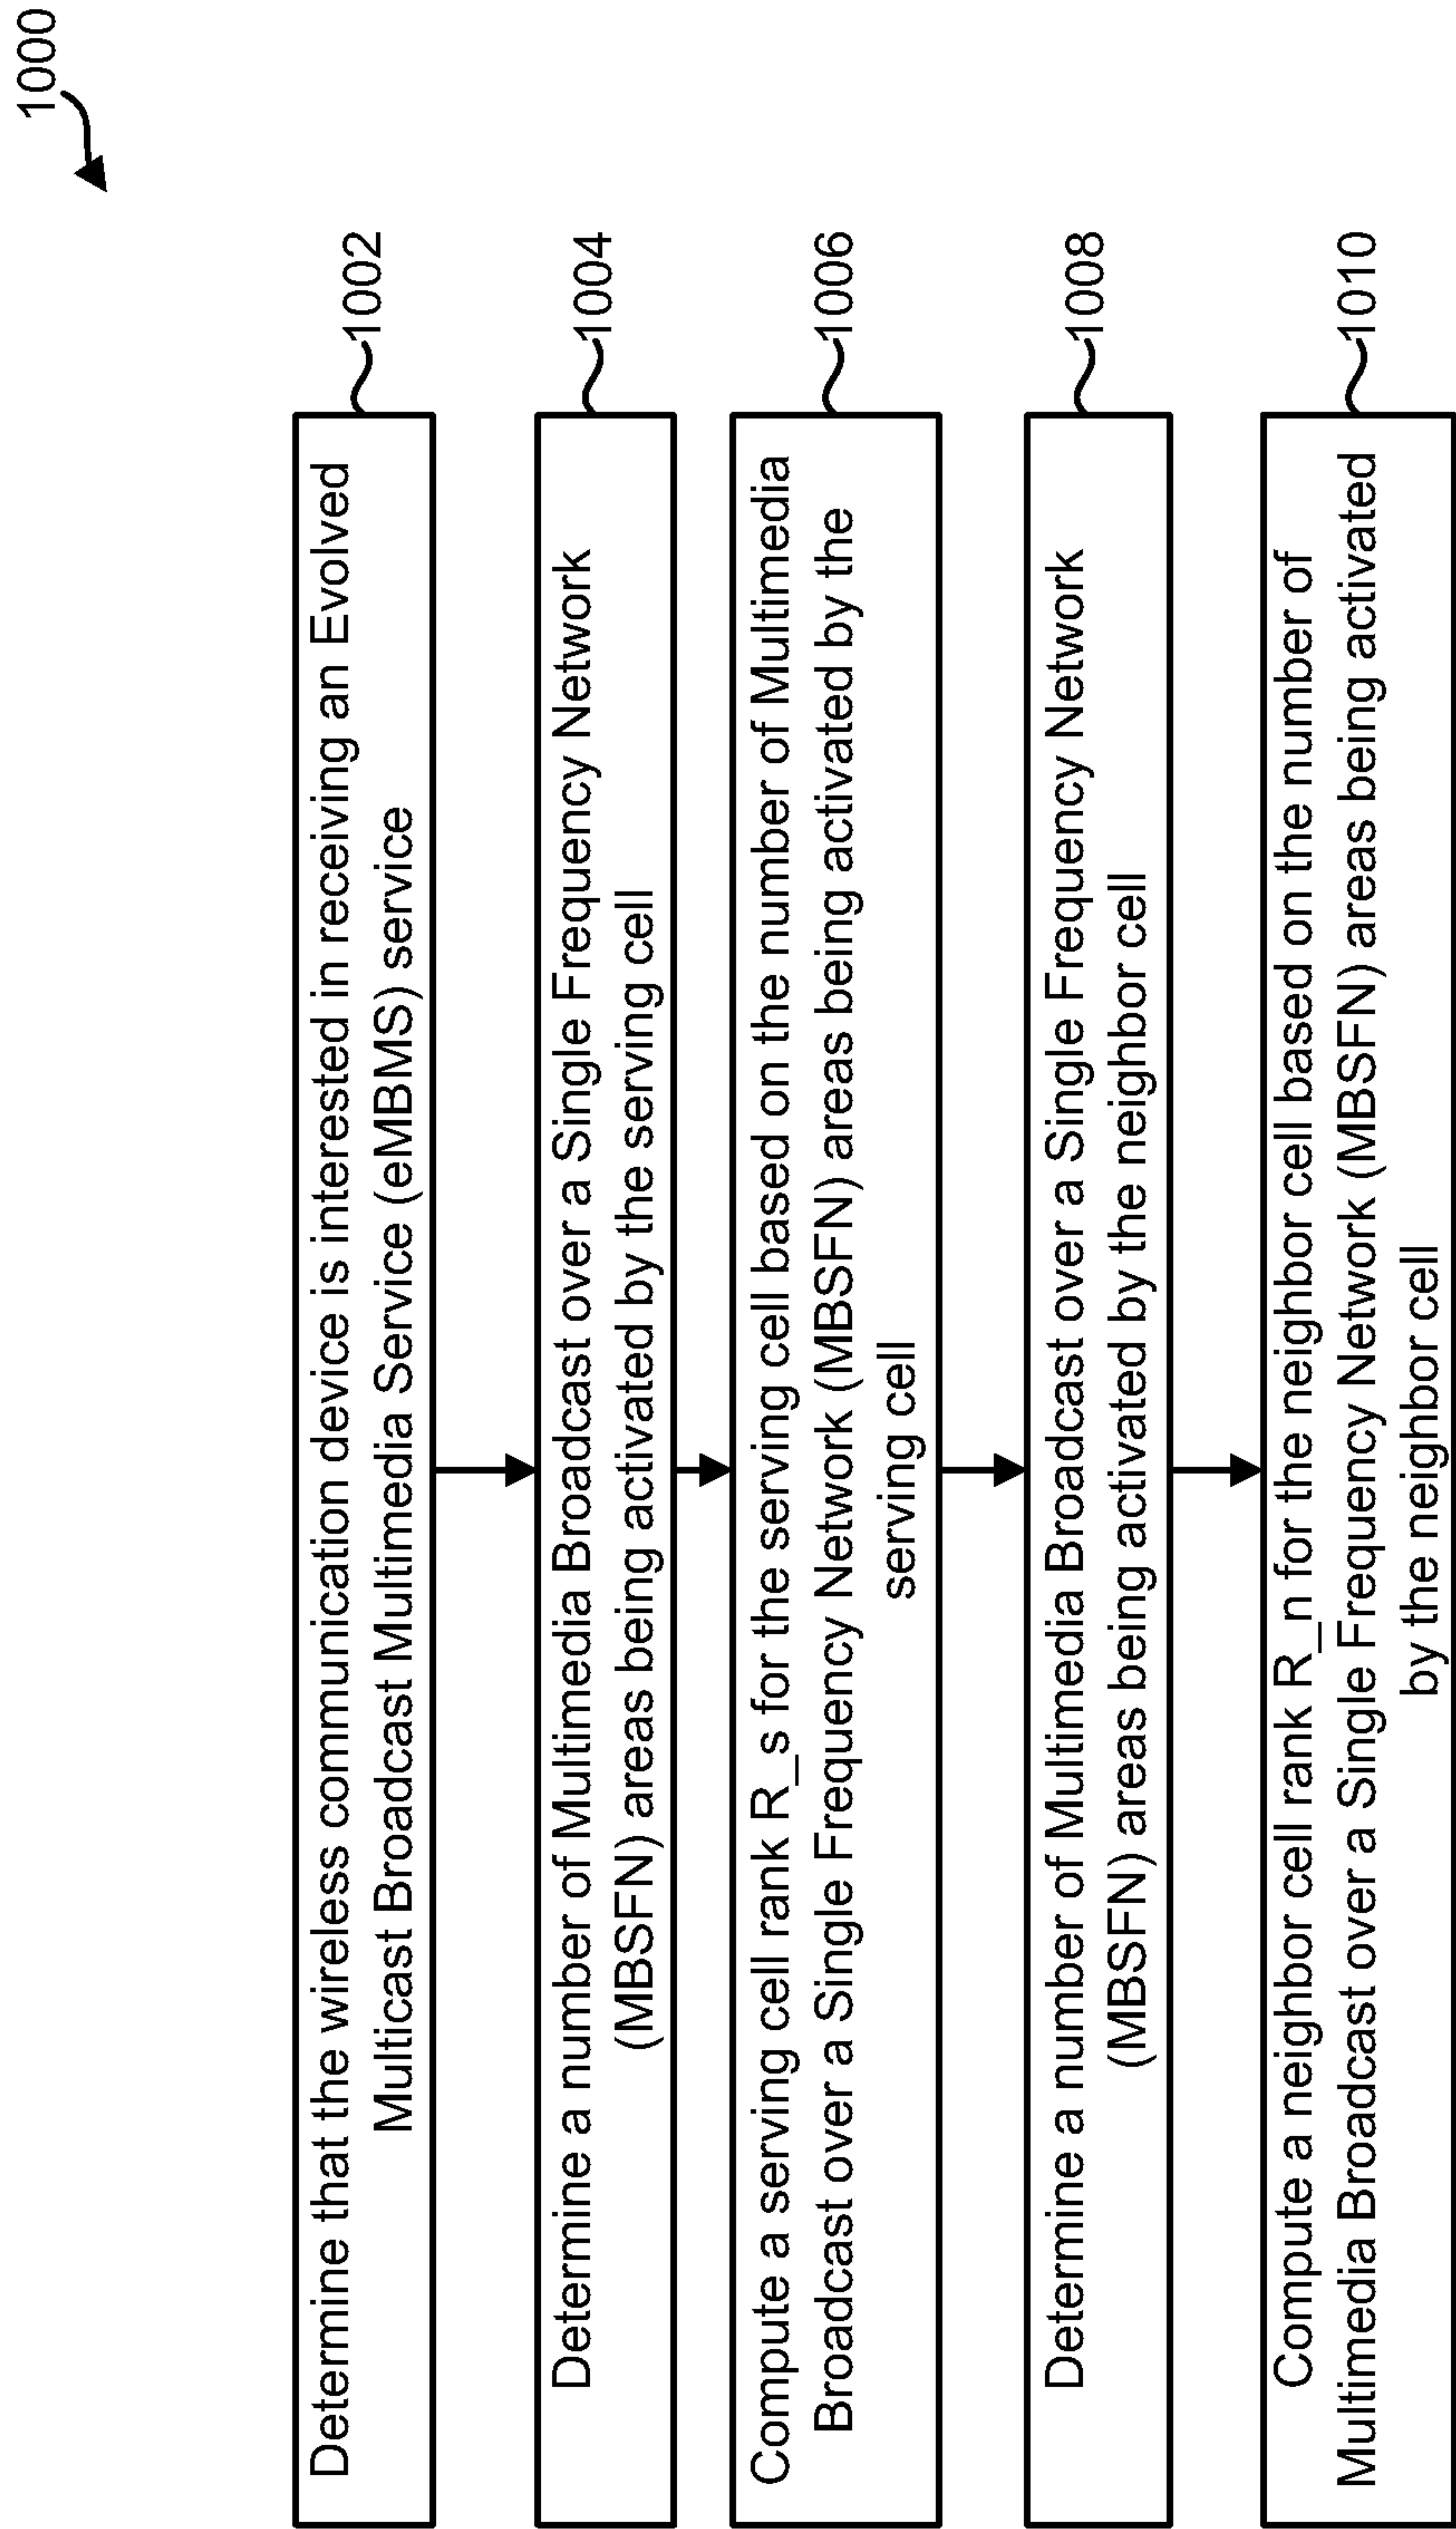 1000
Determine that the wireless communication device is interested in receiving an Evolved
Multicast Broadcast Multimedia Service (eMBMS) service
1002
Determine a number of Multimedia Broadcast over a Single Frequency Network
(MBSFN) areas being activated by the serving cell
1004
Compute a serving cell rank R_s for the serving cell based on the number of Multimedia
Broadcast over a Single Frequency Network (MBSFN) areas being activated by the
serving cell
1006
Determine a number of Multimedia Broadcast over a Single Frequency Network
(MBSFN) areas being activated by the neighbor cell
1008
Compute a neighbor cell rank R_n for the neighbor cell based on the number of
Multimedia Broadcast over a Single Frequency Network (MBSFN) areas being activated
by the neighbor cell
1010